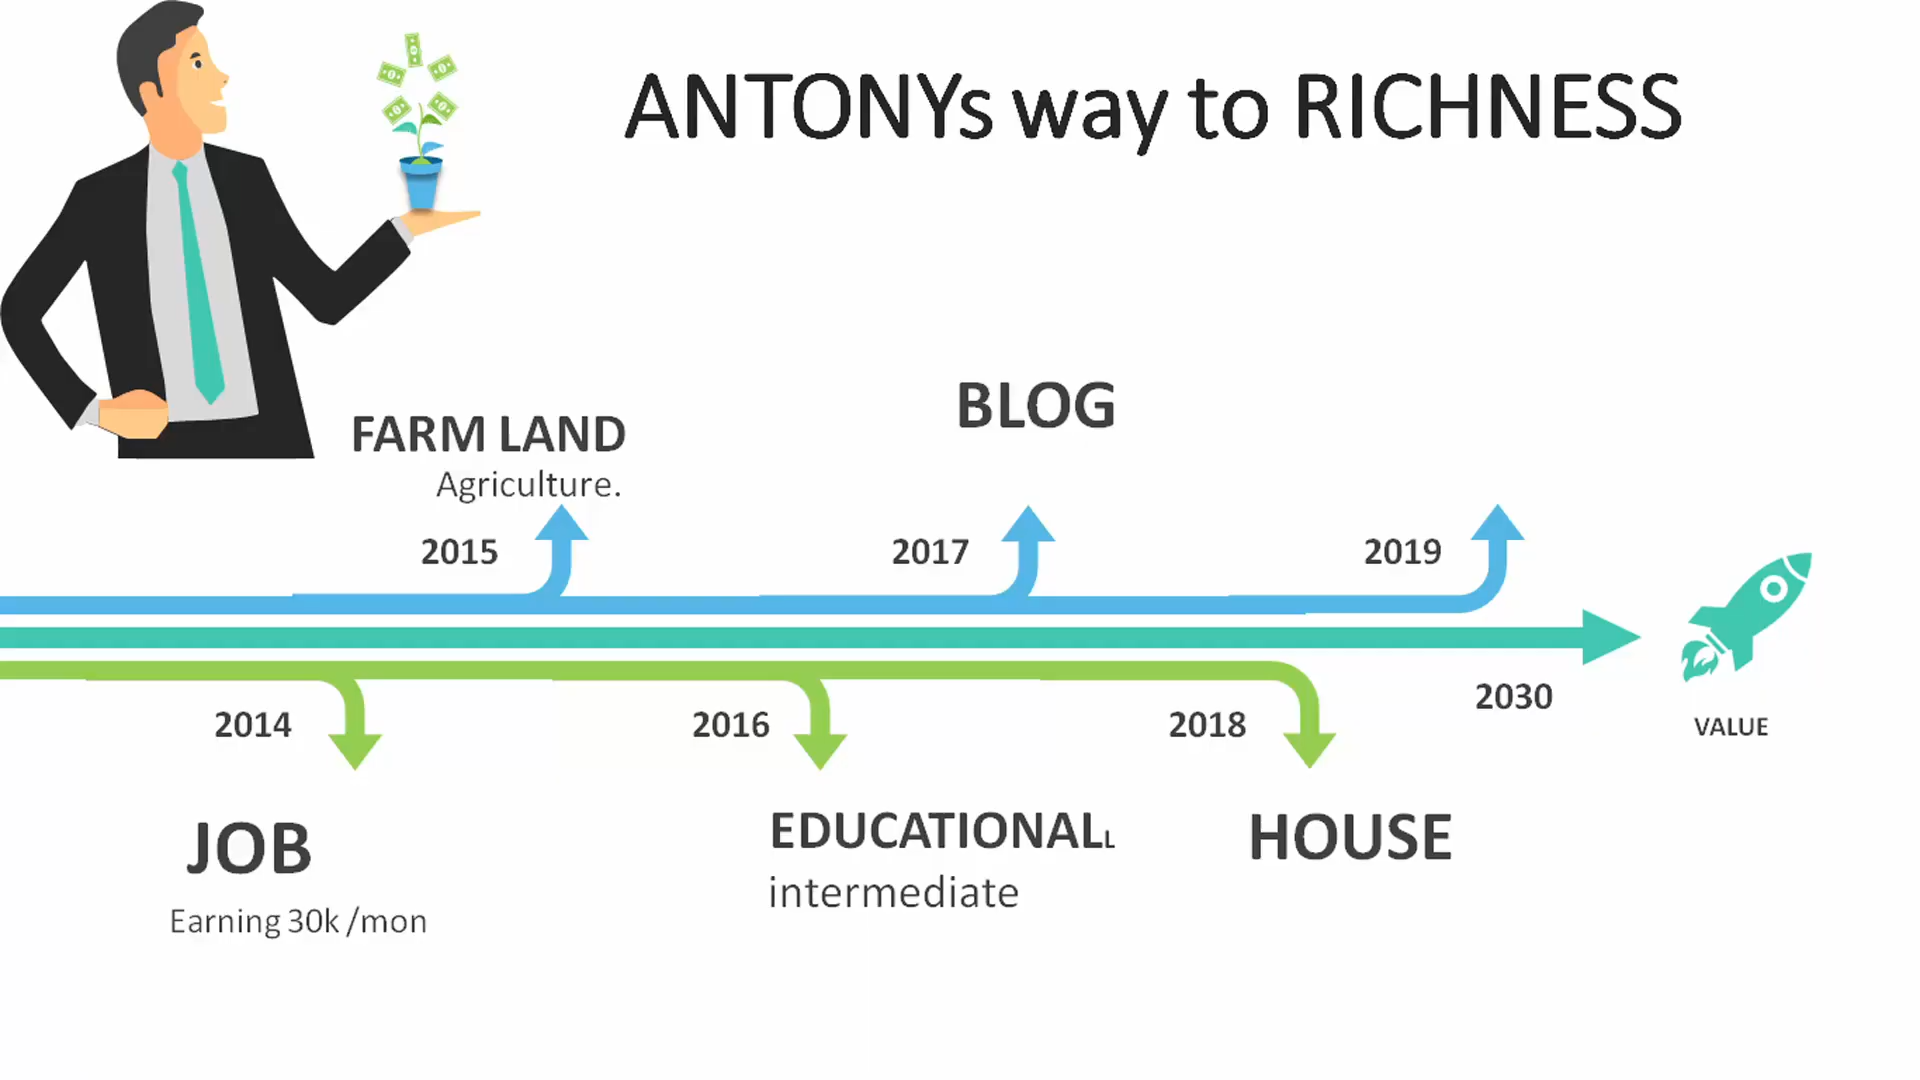 ANTONYs way to RICHNESS
BLOG
FARM LAND
Agriculture.
2015
2017
2019
2014
2016
2018
2030
VALUE
JOB
Earning 30k /mon
EDUCATIONALL
intermediate
HOUSE